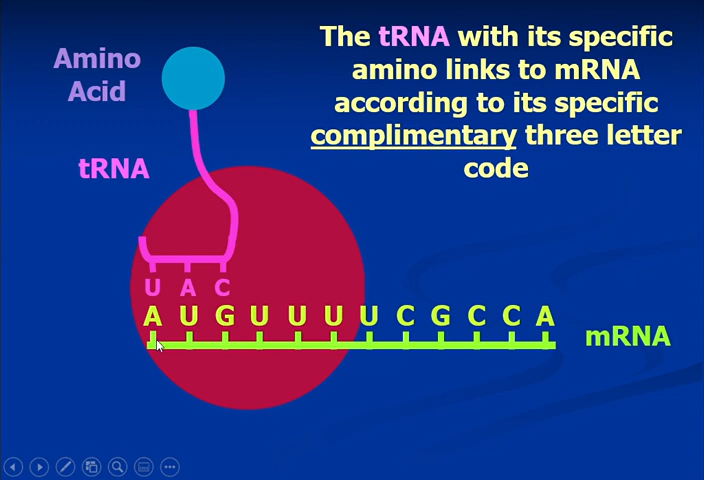 The tRNA with its specific
amino links to mRNA
according to its specific
complimentary three letter
code
Amino
Acid
tRNA
U A C
A U G U U U U C G C C A
mRNA